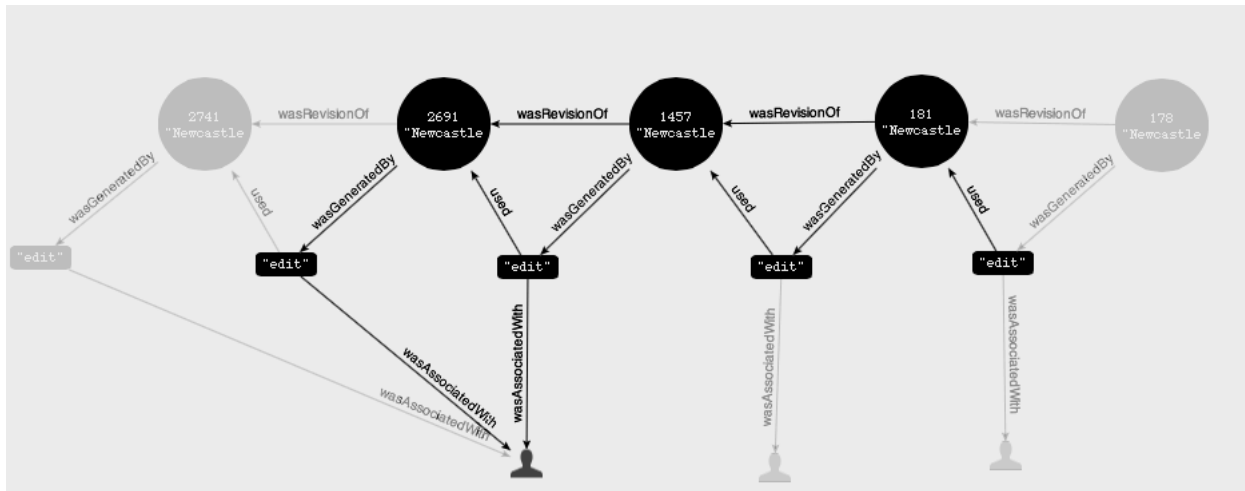 2741
"Newcastle
wasRevisionOf
2691
"Newcastle
wasRevisionOf
1457
"Newcastle
wasRevisionOf
181
"Newcastle
wasRevisionOf
178
"Newcastle
wasGeneratedBy
used
wasGeneratedBy
used
wasGeneratedBy
used
wasGeneratedBy
used
wasGeneratedBy
"edit"
"edit"
"edit"
"edit"
"edit"
wasAssociatedWith
wasAssociatedWith
wasAssociatedWith
wasAssociatedWith
wasAssociatedWith